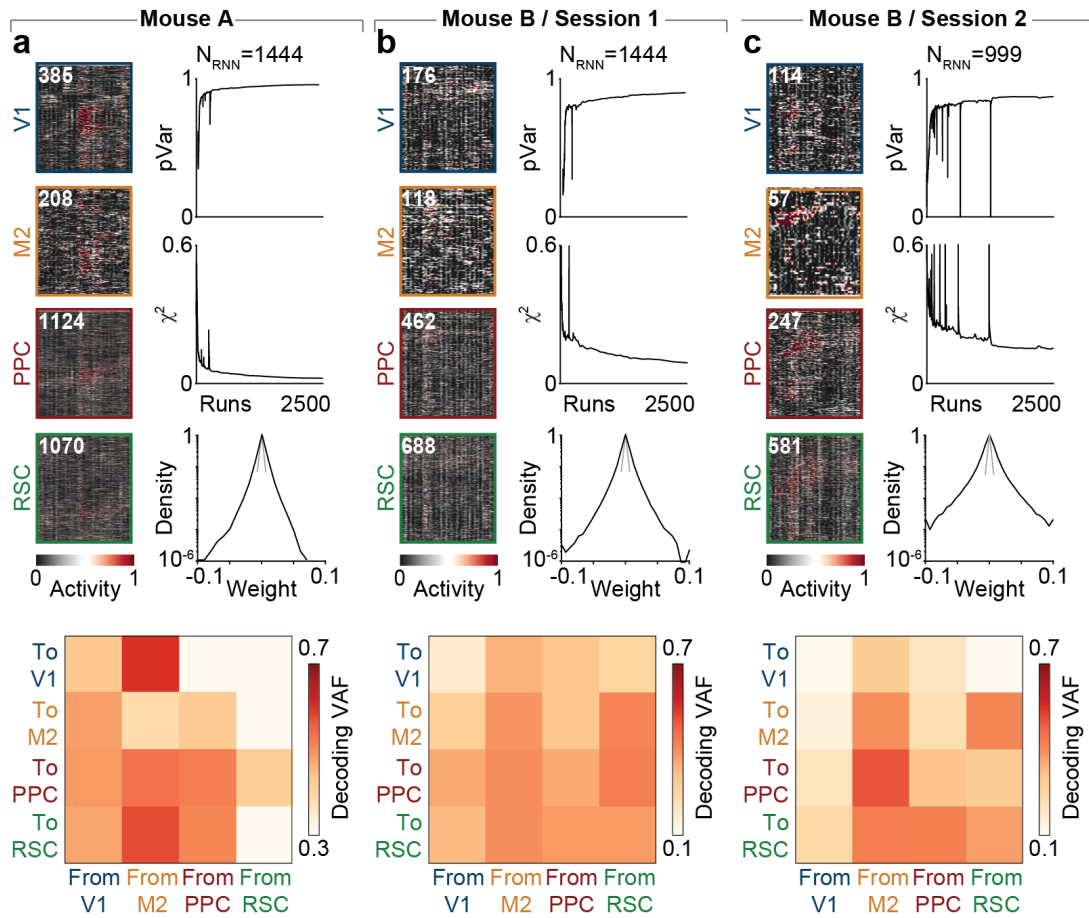 Mouse A
Mouse B / Session 1
Mouse B / Session 2
a
N_RNN=1444
385
V1
1
pVar
0
208
M2
0.6
χ²
0
Runs 2500
1124
PPC
1070
RSC
1
Density
10^-6
-0.1 Weight 0.1
0 Activity 1
To V1
To M2
To PPC
To RSC
From V1
From M2
From PPC
From RSC
0.7
Decoding VAF
0.3
b
N_RNN=1444
176
V1
1
pVar
0
118
M2
0.6
χ²
0
Runs 2500
462
PPC
688
RSC
1
Density
10^-6
-0.1 Weight 0.1
0 Activity 1
To V1
To M2
To PPC
To RSC
From V1
From M2
From PPC
From RSC
0.7
Decoding VAF
0.1
c
N_RNN=999
114
V1
1
pVar
0
57
M2
0.6
χ²
0
Runs 2500
247
PPC
581
RSC
1
Density
10^-6
-0.1 Weight 0.1
0 Activity 1
To V1
To M2
To PPC
To RSC
From V1
From M2
From PPC
From RSC
0.7
Decoding VAF
0.1